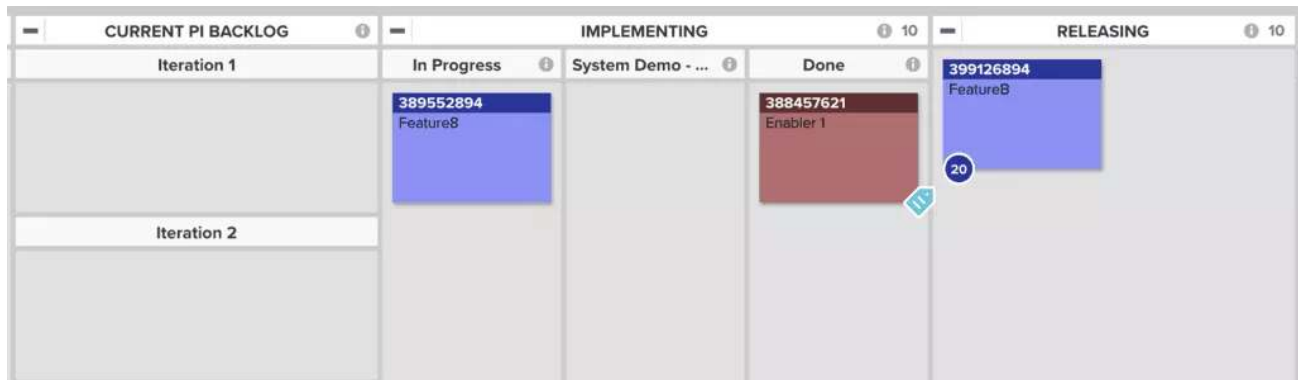 CURRENT PI BACKLOG
IMPLEMENTING 10
RELEASING 10
Iteration 1
In Progress
System Demo - ...
Done
389552894
Feature8
388457621
Enabler 1
399126894
FeatureB
20
Iteration 2